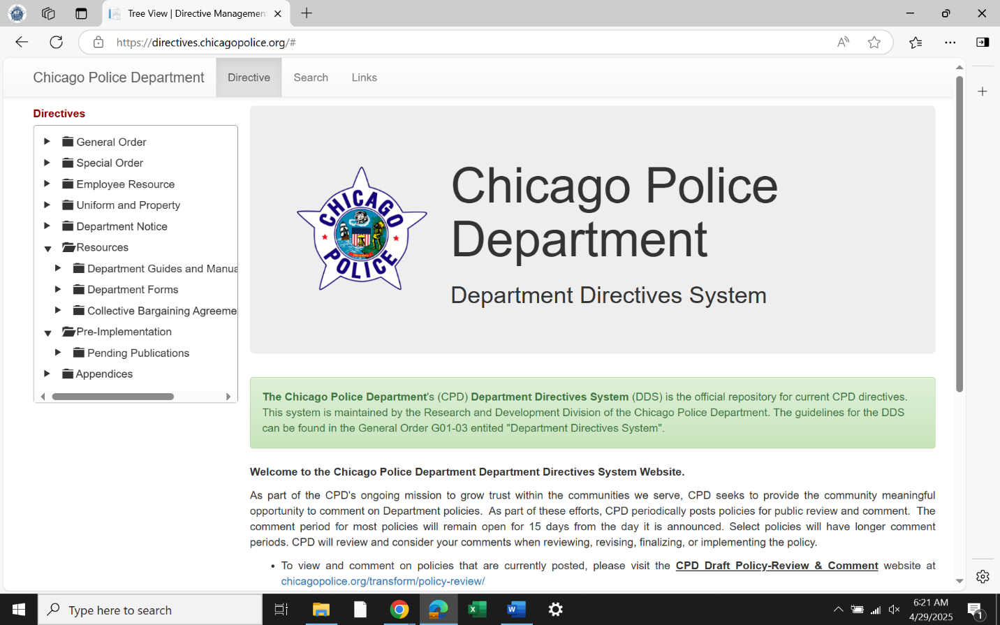 Tree View | Directive Managemen
https://directives.chicagopolice.org/#
Chicago Police Department
Directive
Search
Links
Directives
General Order
Special Order
Employee Resource
Uniform and Property
Department Notice
Resources
Department Guides and Manua
Department Forms
Collective Bargaining Agreeme
Pre-Implementation
Pending Publications
Appendices
CHICAGO
POLICE
Chicago Police
Department
Department Directives System
The Chicago Police Department's (CPD) Department Directives System (DDS) is the official repository for current CPD directives.
This system is maintained by the Research and Development Division of the Chicago Police Department. The guidelines for the DDS
can be found in the General Order G01-03 entited "Department Directives System".
Welcome to the Chicago Police Department Department Directives System Website.
As part of the CPD's ongoing mission to grow trust within the communities we serve, CPD seeks to provide the community meaningful
opportunity to comment on Department policies. As part of these efforts, CPD periodically posts policies for public review and comment. The
comment period for most policies will remain open for 15 days from the day it is announced. Select policies will have longer comment
periods. CPD will review and consider your comments when reviewing, revising, finalizing, or implementing the policy.
• To view and comment on policies that are currently posted, please visit the CPD Draft Policy-Review & Comment website at
chicagopolice.org/transform/policy-review/
Type here to search
6:21 AM
4/29/2025
1